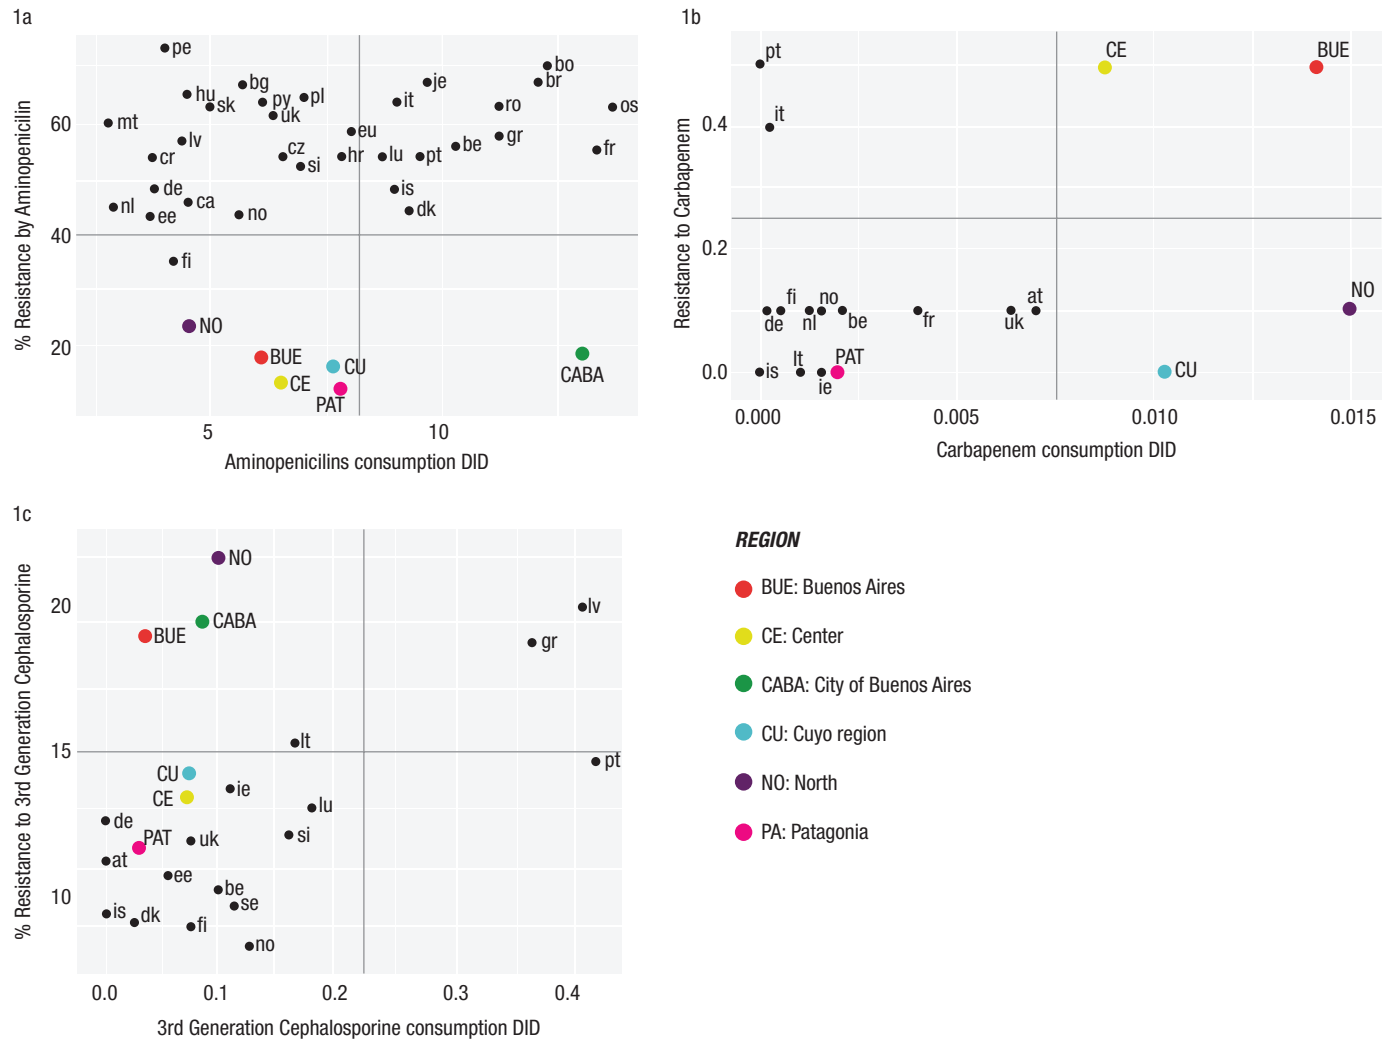 1a
% Resistance by Aminopenicilin
60
40
20
pe
bo
br
je
bg
hu
sk
py
pl
uk
it
ro
os
mt
eu
gr
lv
cr
cz
si
hr
lu
pt
be
fr
de
is
nl
ca
ee
no
dk
fi
NO
BUE
CE
CU
PAT
CABA
5
10
Aminopenicilins consumption DID
1b
Resistance to Carbapenem
0.4
0.2
0.0
pt
CE
BUE
it
fi
no
at
NO
de
nl
be
fr
uk
is
lt
PAT
ie
CU
0.000
0.005
0.010
0.015
Carbapenem consumption DID
1c
% Resistance to 3rd Generation Cephalosporine
20
15
10
NO
CABA
BUE
lv
gr
lt
pt
CU
CE
ie
lu
de
PAT
uk
si
at
ee
be
se
is
dk
fi
no
0.0
0.1
0.2
0.3
0.4
3rd Generation Cephalosporine consumption DID
REGION
BUE: Buenos Aires
CE: Center
CABA: City of Buenos Aires
CU: Cuyo region
NO: North
PA: Patagonia